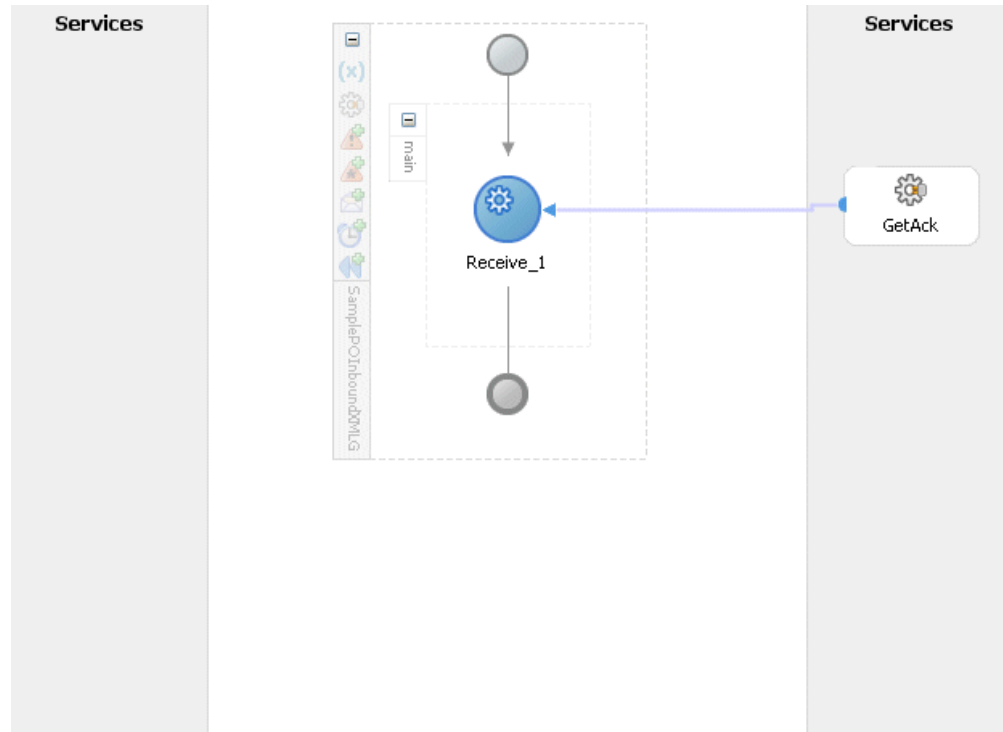 Services
Services
(x)
main
Receive_1
GetAck
SamplePOInboundXMLG